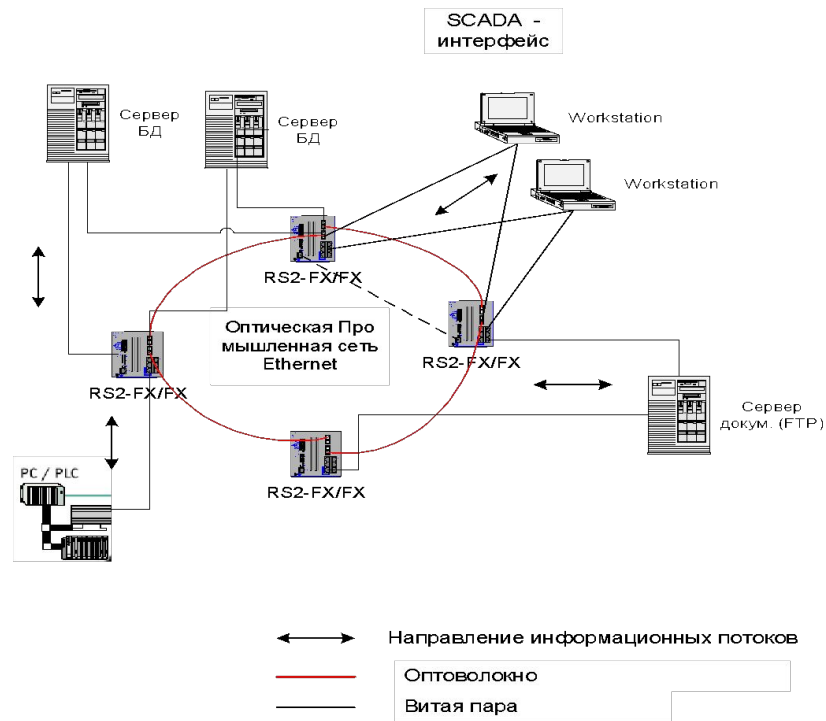 SCADA -
интерфейс
Сервер
БД
Сервер
БД
Workstation
Workstation
RS2-FX/FX
Оптическая Про
мышленная сеть
Ethernet
RS2-FX/FX
RS2-FX/FX
Сервер
докум. (FTP)
RS2-FX/FX
PC / PLC
Направление информационных потоков
Оптоволокно
Витая пара